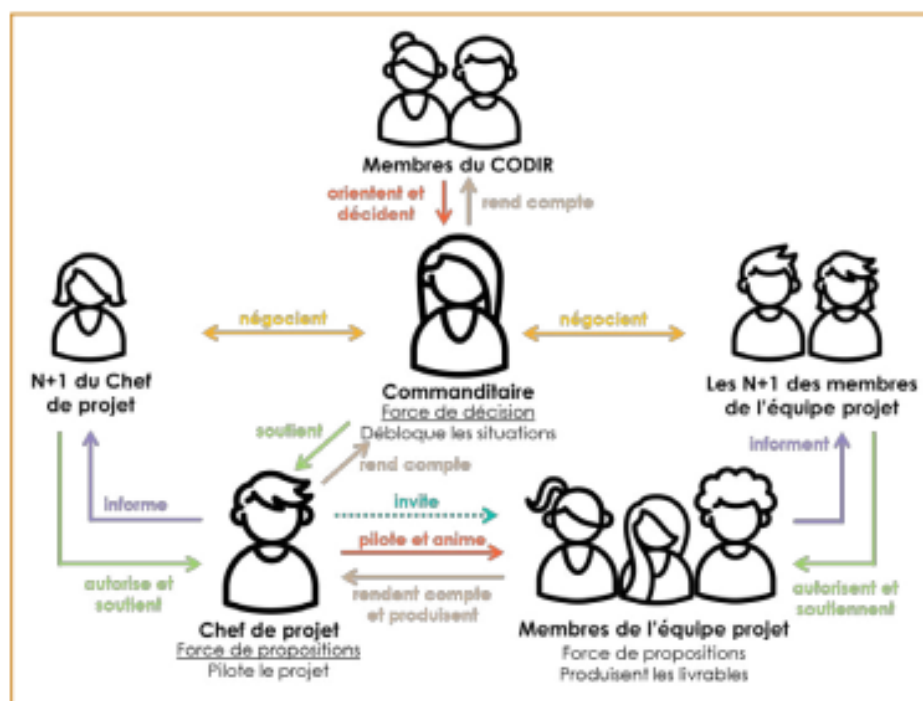 Membres du CODIR
orientent et
décident
rend compte
négocient
négocient
N+1 du Chef
de projet
Commanditaire
Force de décision
Débloque les situations
Les N+1 des membres
de l'équipe projet
soutient
rend compte
informe
informent
invite
pilote et anime
autorise et
soutient
rendent compte
et produisent
autorisent et
soutiennent
Chef de projet
Force de propositions
Pilote le projet
Membres de l'équipe projet
Force de propositions
Produisent les livrables